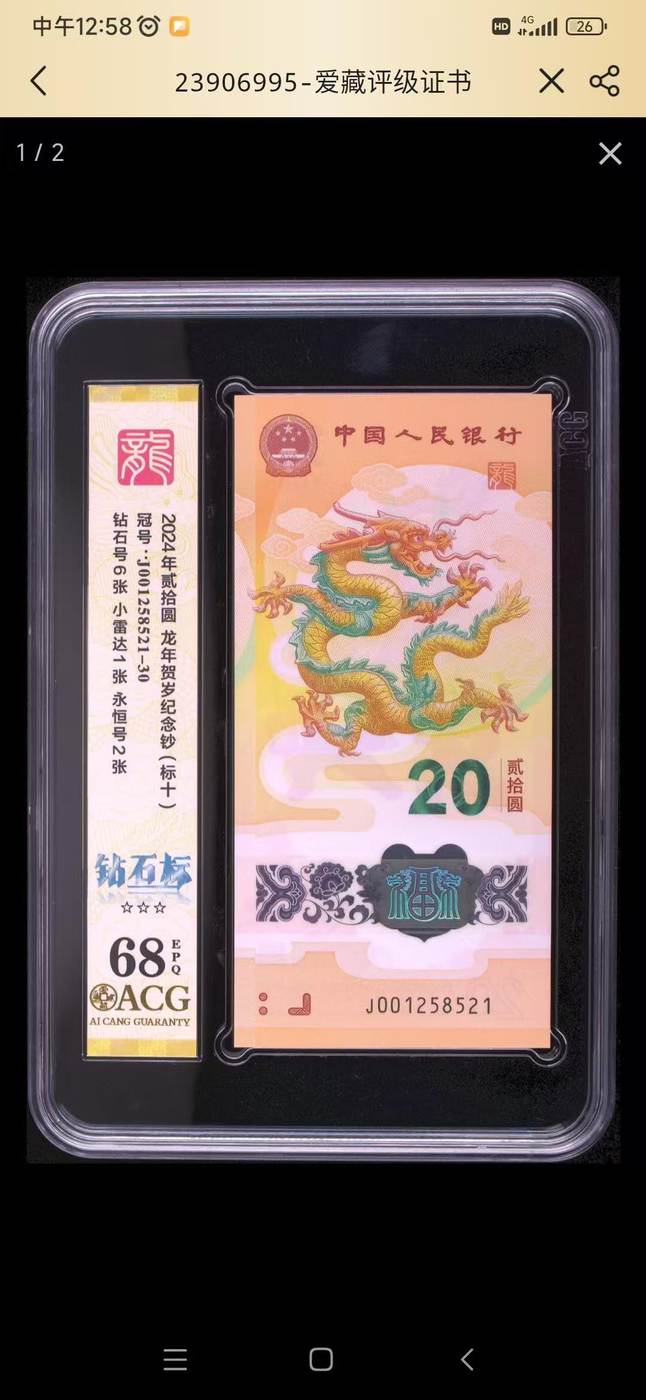 中午12:58
HD 4G 26
23906995-爱藏评级证书
1 / 2
龍
2024年贰拾圆 龙年贺岁纪念钞（标十）
冠号：J001258521-30
钻石号6张 小雷达1张 永恒号2张
钻石标
☆☆☆
68 EPQ
ACG
AI CANG GUARANTY
中国人民银行
龍
20 贰拾圆
J001258521